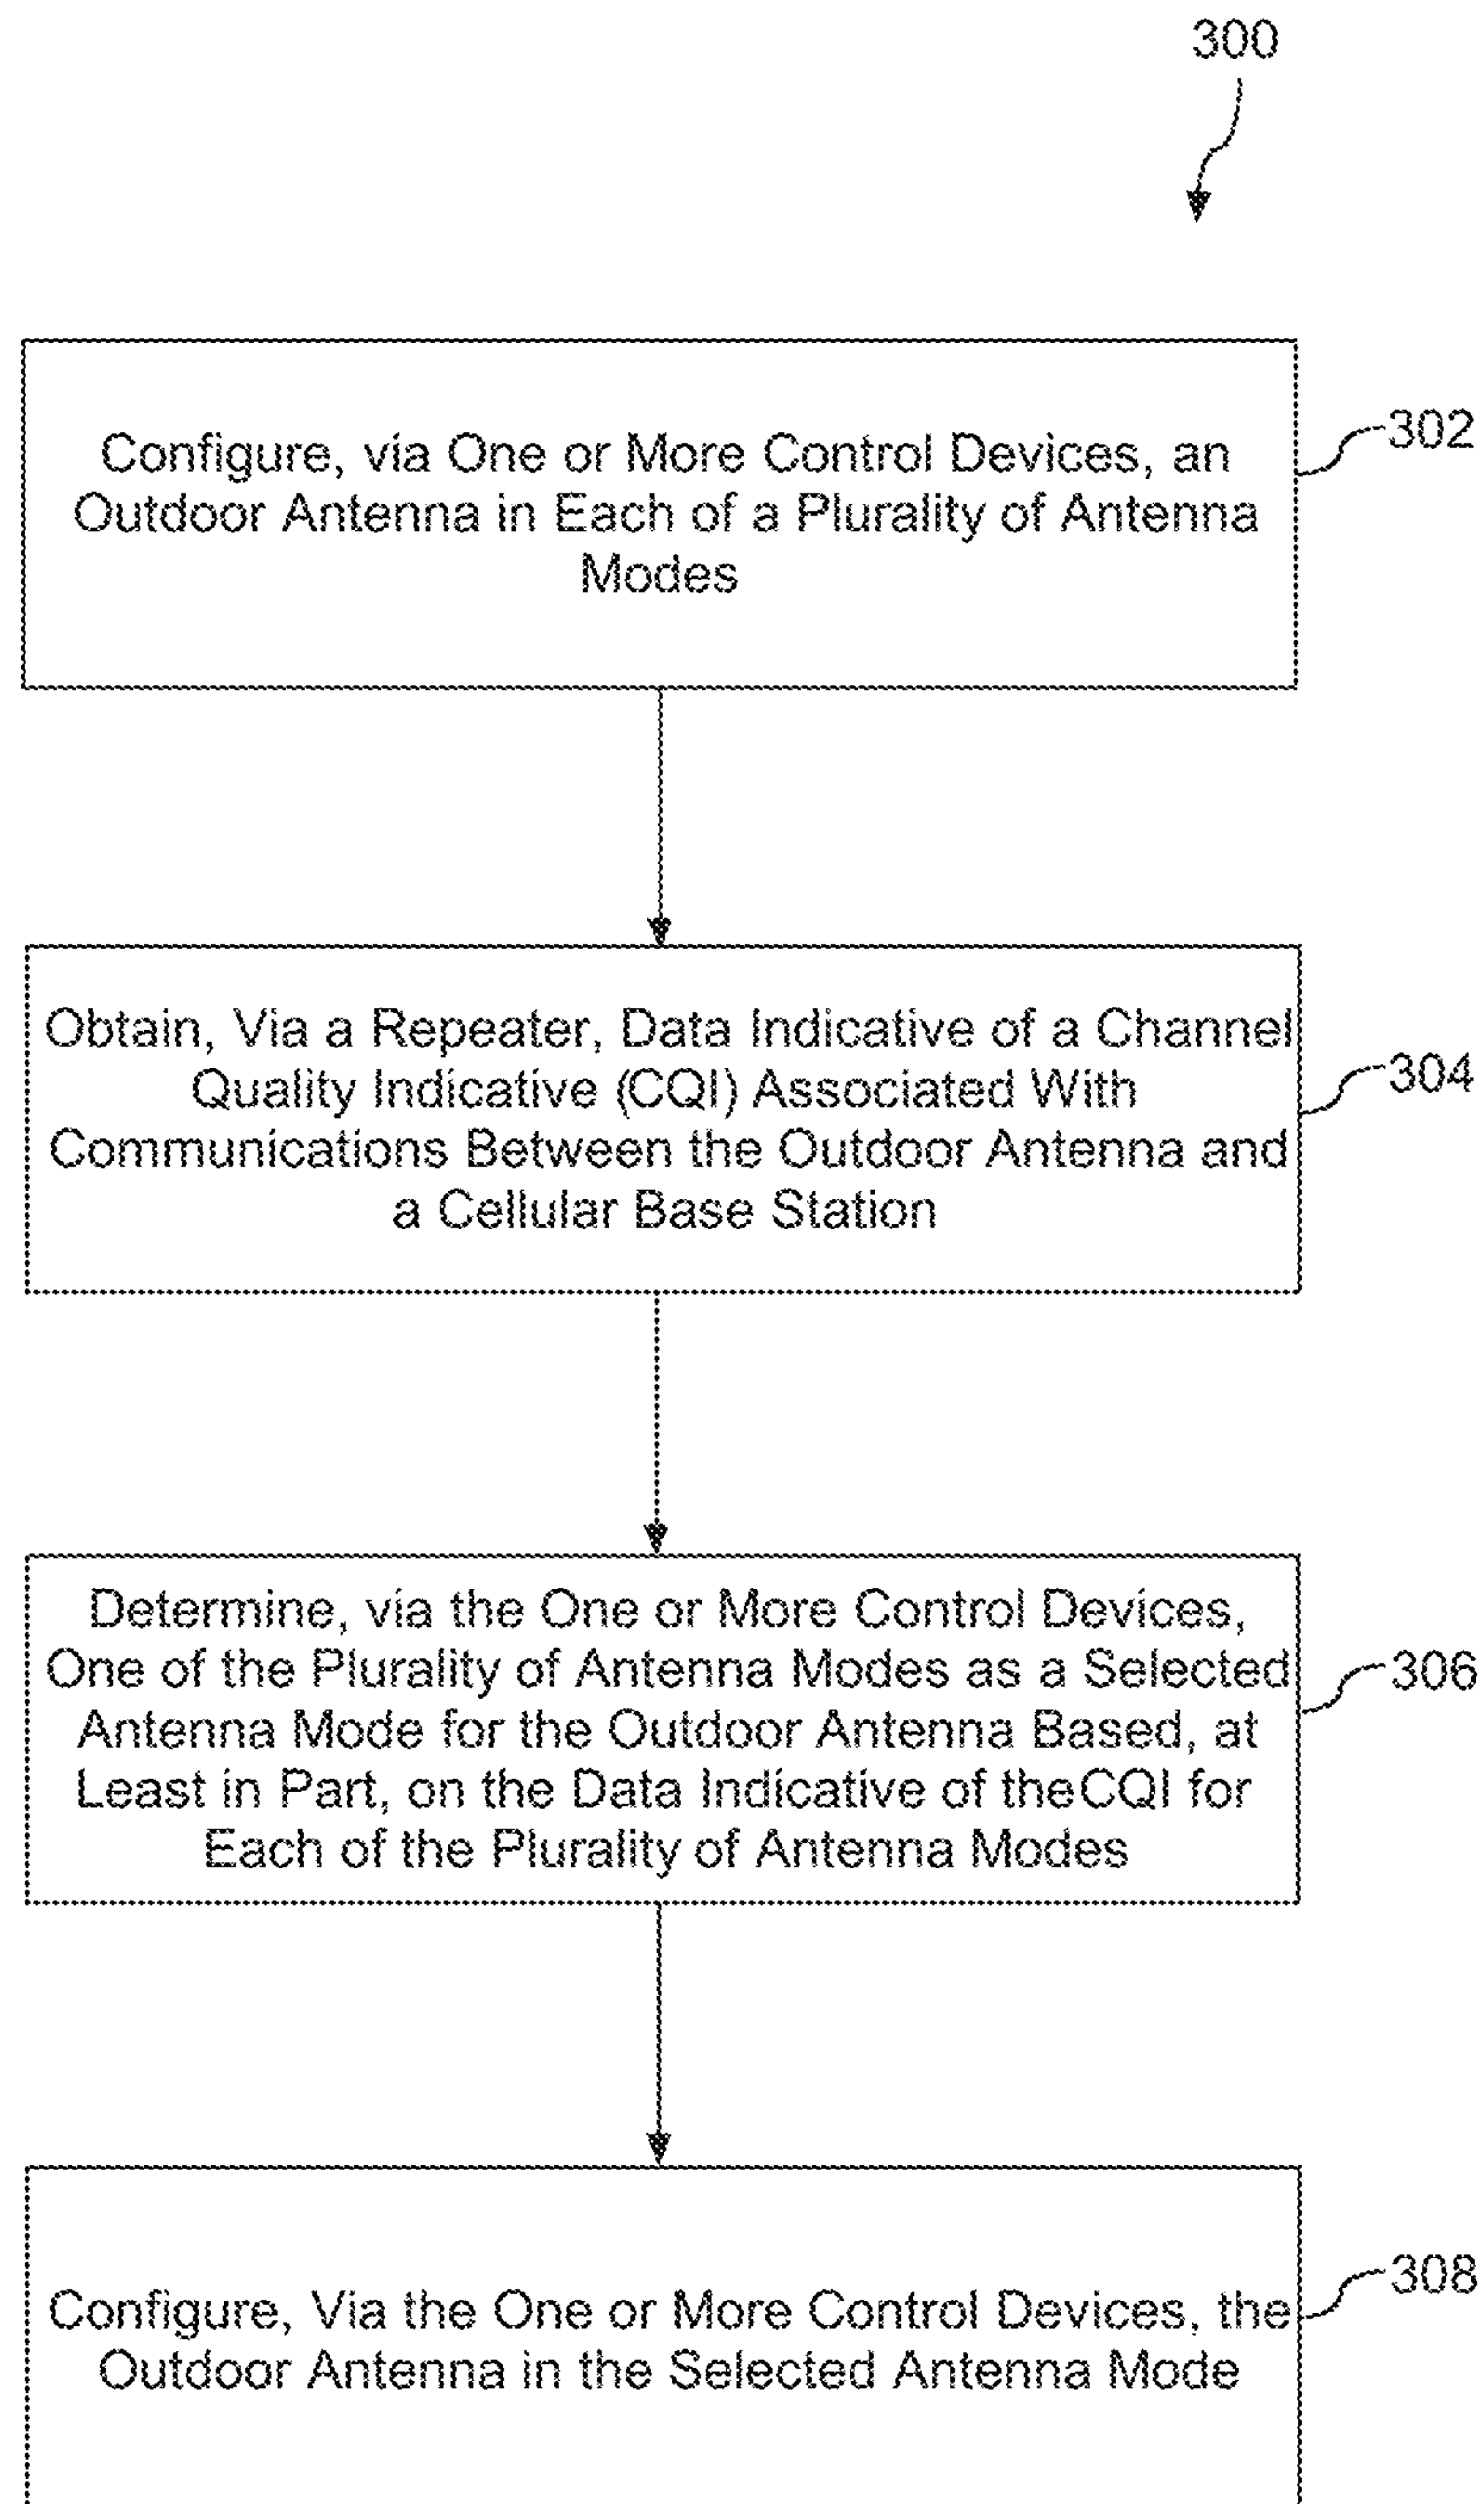 300
Configure, via One or More Control Devices, an
Outdoor Antenna in Each of a Plurality of Antenna
Modes
302
Obtain, Via a Repeater, Data Indicative of a Channel
Quality Indicative (CQI) Associated With
Communications Between the Outdoor Antenna and
a Cellular Base Station
304
Determine, via the One or More Control Devices,
One of the Plurality of Antenna Modes as a Selected
Antenna Mode for the Outdoor Antenna Based, at
Least in Part, on the Data Indicative of theCQI for
Each of the Plurality of Antenna Modes
306
Configure, Via the One or More Control Devices, the
Outdoor Antenna in the Selected Antenna Mode
308